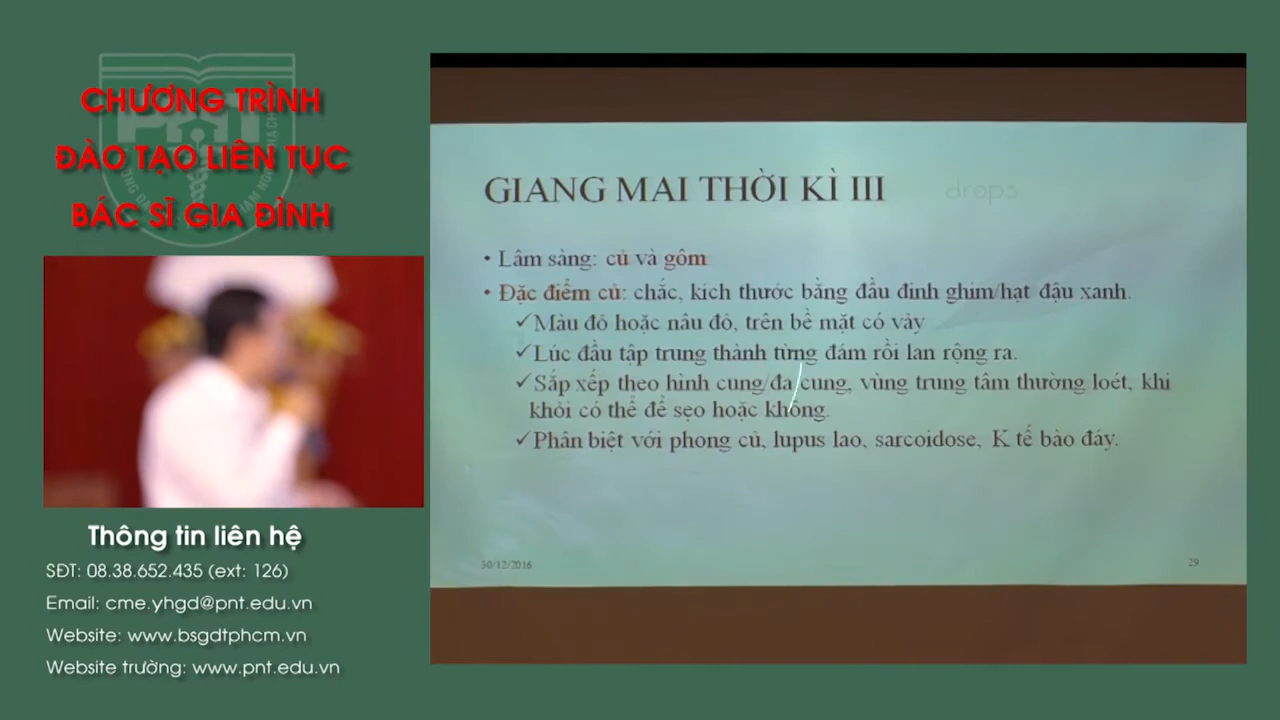 CHƯƠNG TRÌNH
ĐÀO TẠO LIÊN TỤC
BÁC SĨ GIA ĐÌNH
Thông tin liên hệ
SĐT: 08.38.652.435 (ext: 126)
Email: cme.yhgd@pnt.edu.vn
Website: www.bsgdtphcm.vn
Website trường: www.pnt.edu.vn
GIANG MAI THỜI KÌ III
drops
• Lâm sàng: củ và gôm
• Đặc điểm củ: chắc, kích thước bằng đầu đinh ghim/hạt đậu xanh.
✓Màu đỏ hoặc nâu đỏ, trên bề mặt có vảy
✓Lúc đầu tập trung thành từng đám rồi lan rộng ra.
✓Sắp xếp theo hình cung/đa cung, vùng trung tâm thường loét, khi
khỏi có thể để sẹo hoặc không.
✓Phân biệt với phong củ, lupus lao, sarcoidose, K tế bào đáy.
30/12/2016
29